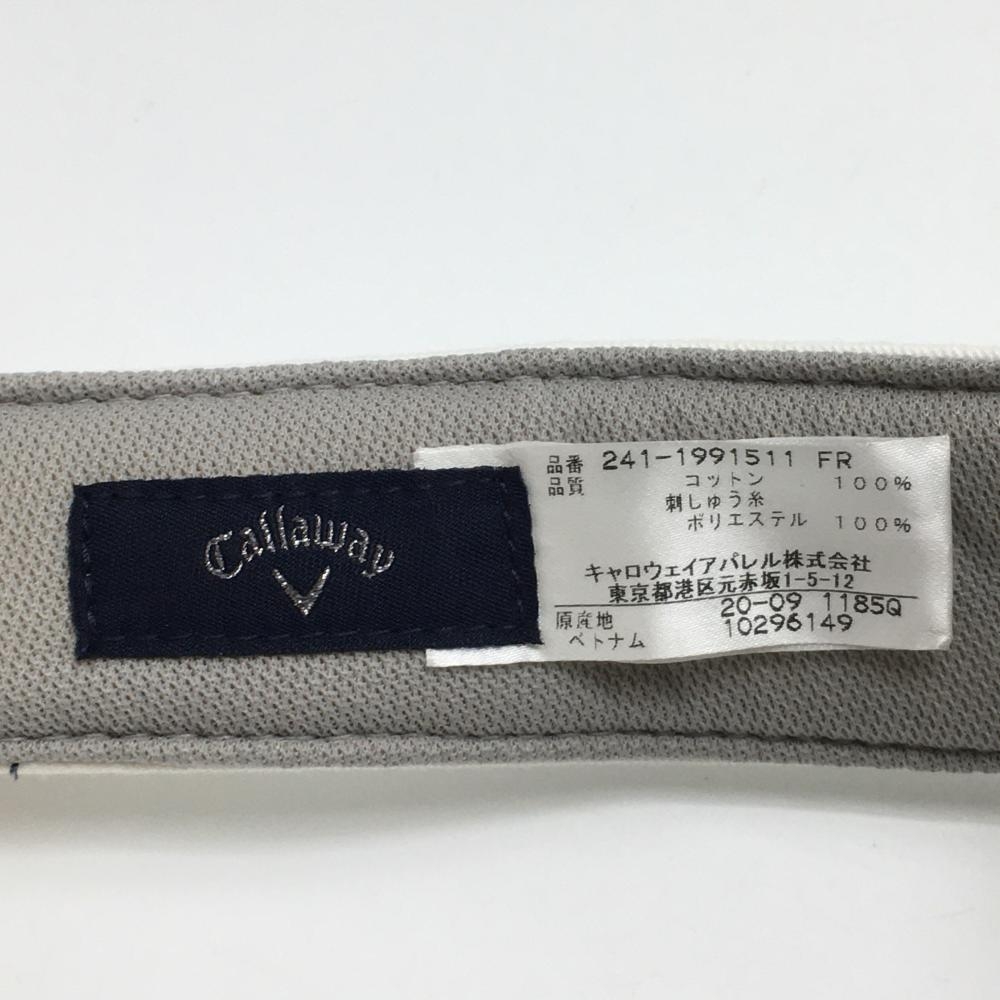 Callaway
品番 241-1991511 FR
品質 コットン 100%
刺しゅう糸
ポリエステル 100%
キャロウェイアパレル株式会社
東京都港区元赤坂1-5-12
20-09 1185Q
原産地 10296149
ベトナム